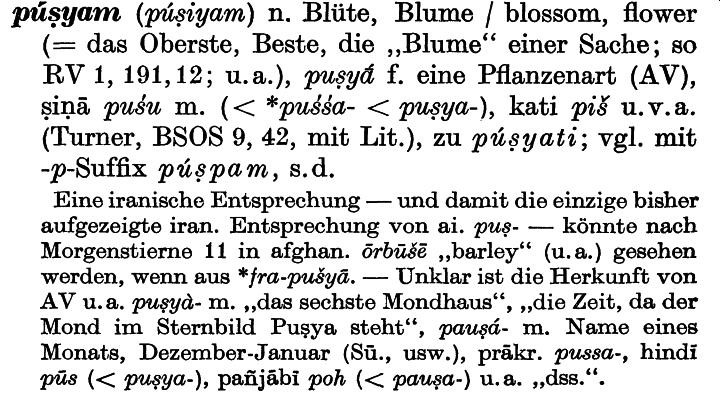 púṣyam (púṣiyam) n. Blüte, Blume / blossom, flower
(= das Oberste, Beste, die „Blume“ einer Sache; so
RV 1, 191,12; u.a.), puṣyā́ f. eine Pflanzenart (AV),
ṣiṇā puśu m. (< *puśśa- < puṣya-), kati piš u.v.a.
(Turner, BSOS 9, 42, mit Lit.), zu púṣyati; vgl. mit
-p-Suffix púṣpam, s.d.
Eine iranische Entsprechung — und damit die einzige bisher
aufgezeigte iran. Entsprechung von ai. puṣ- — könnte nach
Morgenstierne 11 in afghan. ōrbūšē „barley“ (u.a.) gesehen
werden, wenn aus *fra-pušyā. — Unklar ist die Herkunft von
AV u.a. puṣyà- m. „das sechste Mondhaus“, „die Zeit, da der
Mond im Sternbild Puṣya steht“, pauṣá- m. Name eines
Monats, Dezember-Januar (Sū., usw.), prākr. pussa-, hindī
pūs (< puṣya-), pañjābī poh (< pauṣa-) u.a. „dss.“.